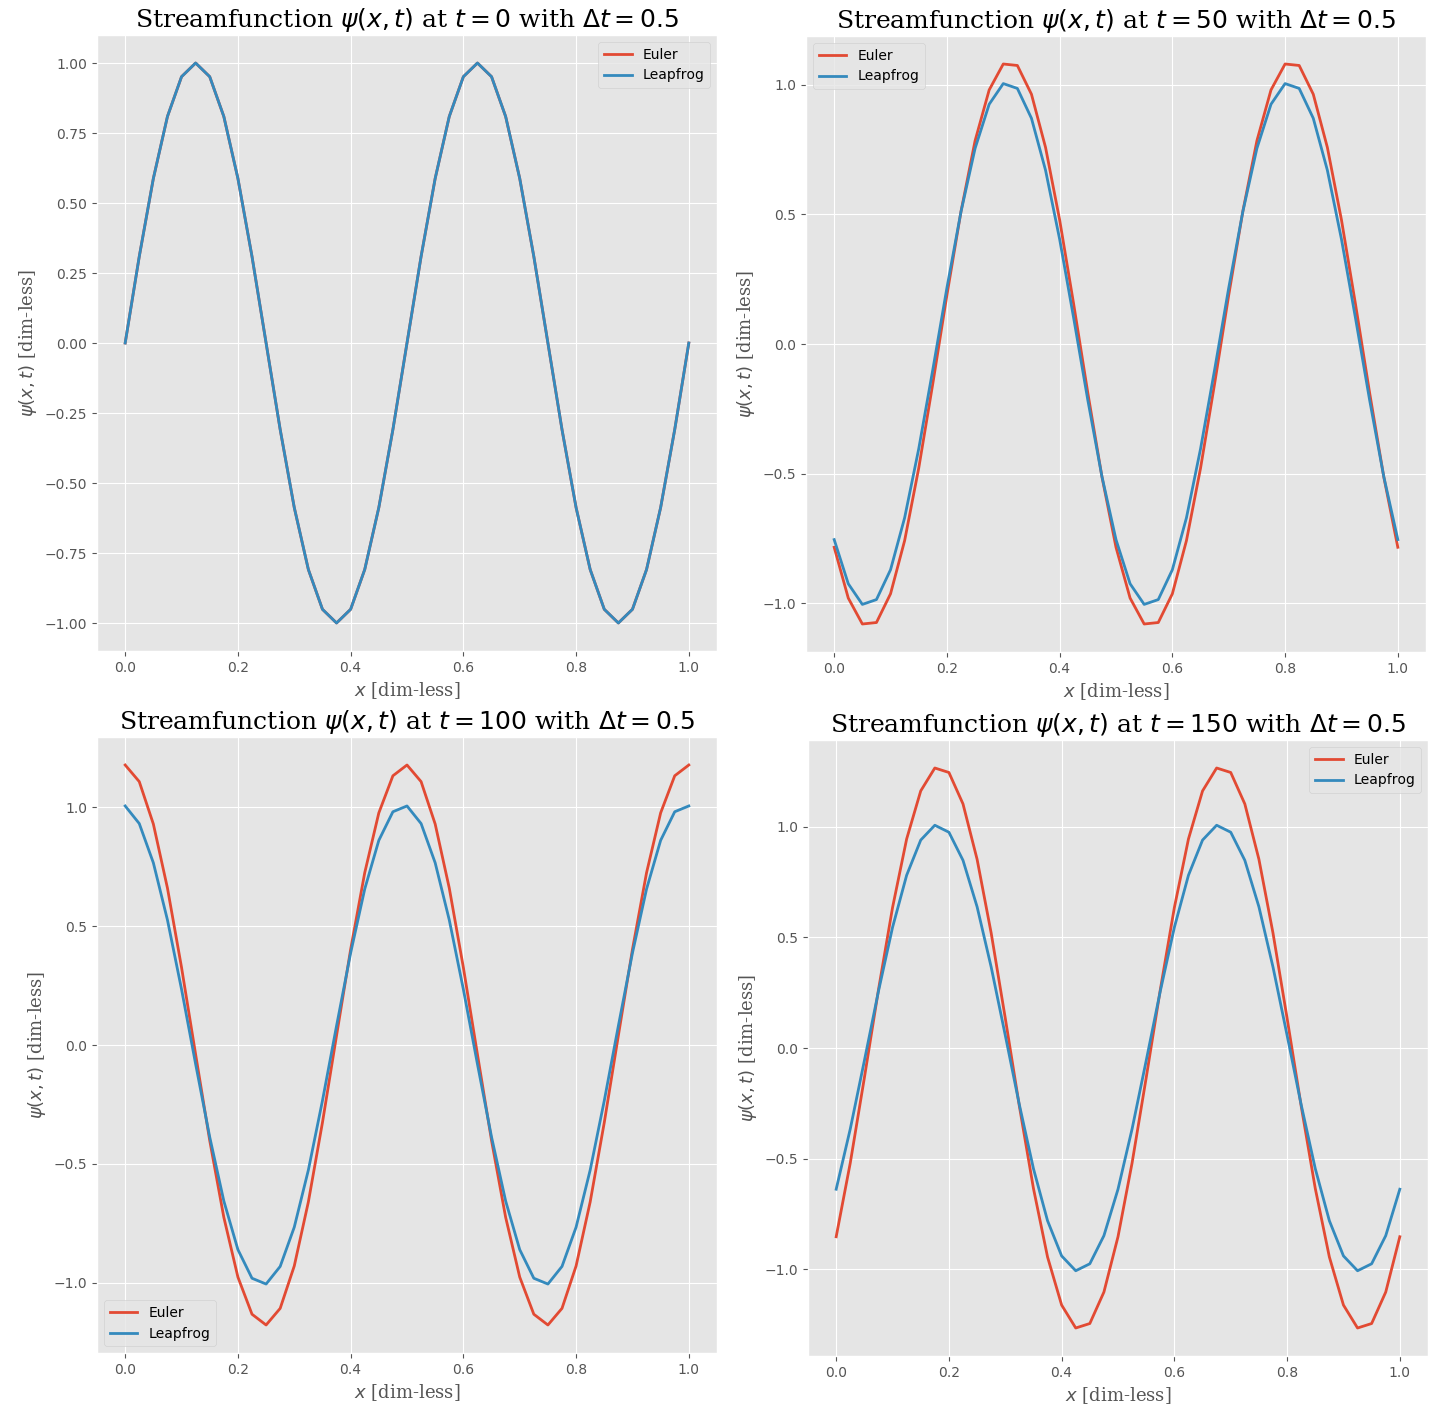 Streamfunction ψ(x, t) at t = 0 with Δt = 0.5
Euler
Leapfrog
1.00
0.75
0.50
0.25
0.00
−0.25
−0.50
−0.75
−1.00
ψ(x, t) [dim-less]
0.0 0.2 0.4 0.6 0.8 1.0
x [dim-less]
Streamfunction ψ(x, t) at t = 50 with Δt = 0.5
Euler
Leapfrog
1.0
0.5
0.0
−0.5
−1.0
ψ(x, t) [dim-less]
0.0 0.2 0.4 0.6 0.8 1.0
x [dim-less]
Streamfunction ψ(x, t) at t = 100 with Δt = 0.5
1.0
0.5
0.0
−0.5
−1.0
ψ(x, t) [dim-less]
Euler
Leapfrog
0.0 0.2 0.4 0.6 0.8 1.0
x [dim-less]
Streamfunction ψ(x, t) at t = 150 with Δt = 0.5
Euler
Leapfrog
1.0
0.5
0.0
−0.5
−1.0
ψ(x, t) [dim-less]
0.0 0.2 0.4 0.6 0.8 1.0
x [dim-less]